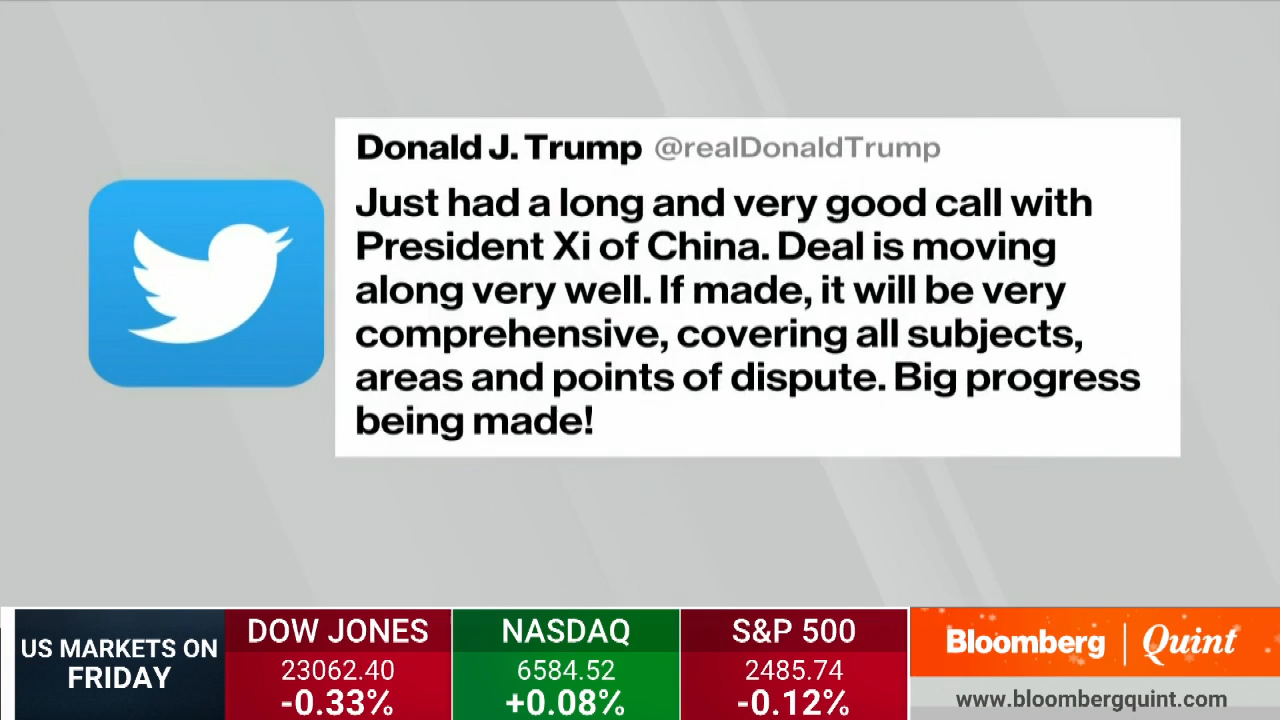 Donald J. Trump @realDonaldTrump
Just had a long and very good call with
President Xi of China. Deal is moving
along very well. If made, it will be very
comprehensive, covering all subjects,
areas and points of dispute. Big progress
being made!
US MARKETS ON
FRIDAY
DOW JONES
23062.40
-0.33%
NASDAQ
6584.52
+0.08%
S&P 500
2485.74
-0.12%
Bloomberg | Quint
www.bloombergquint.com